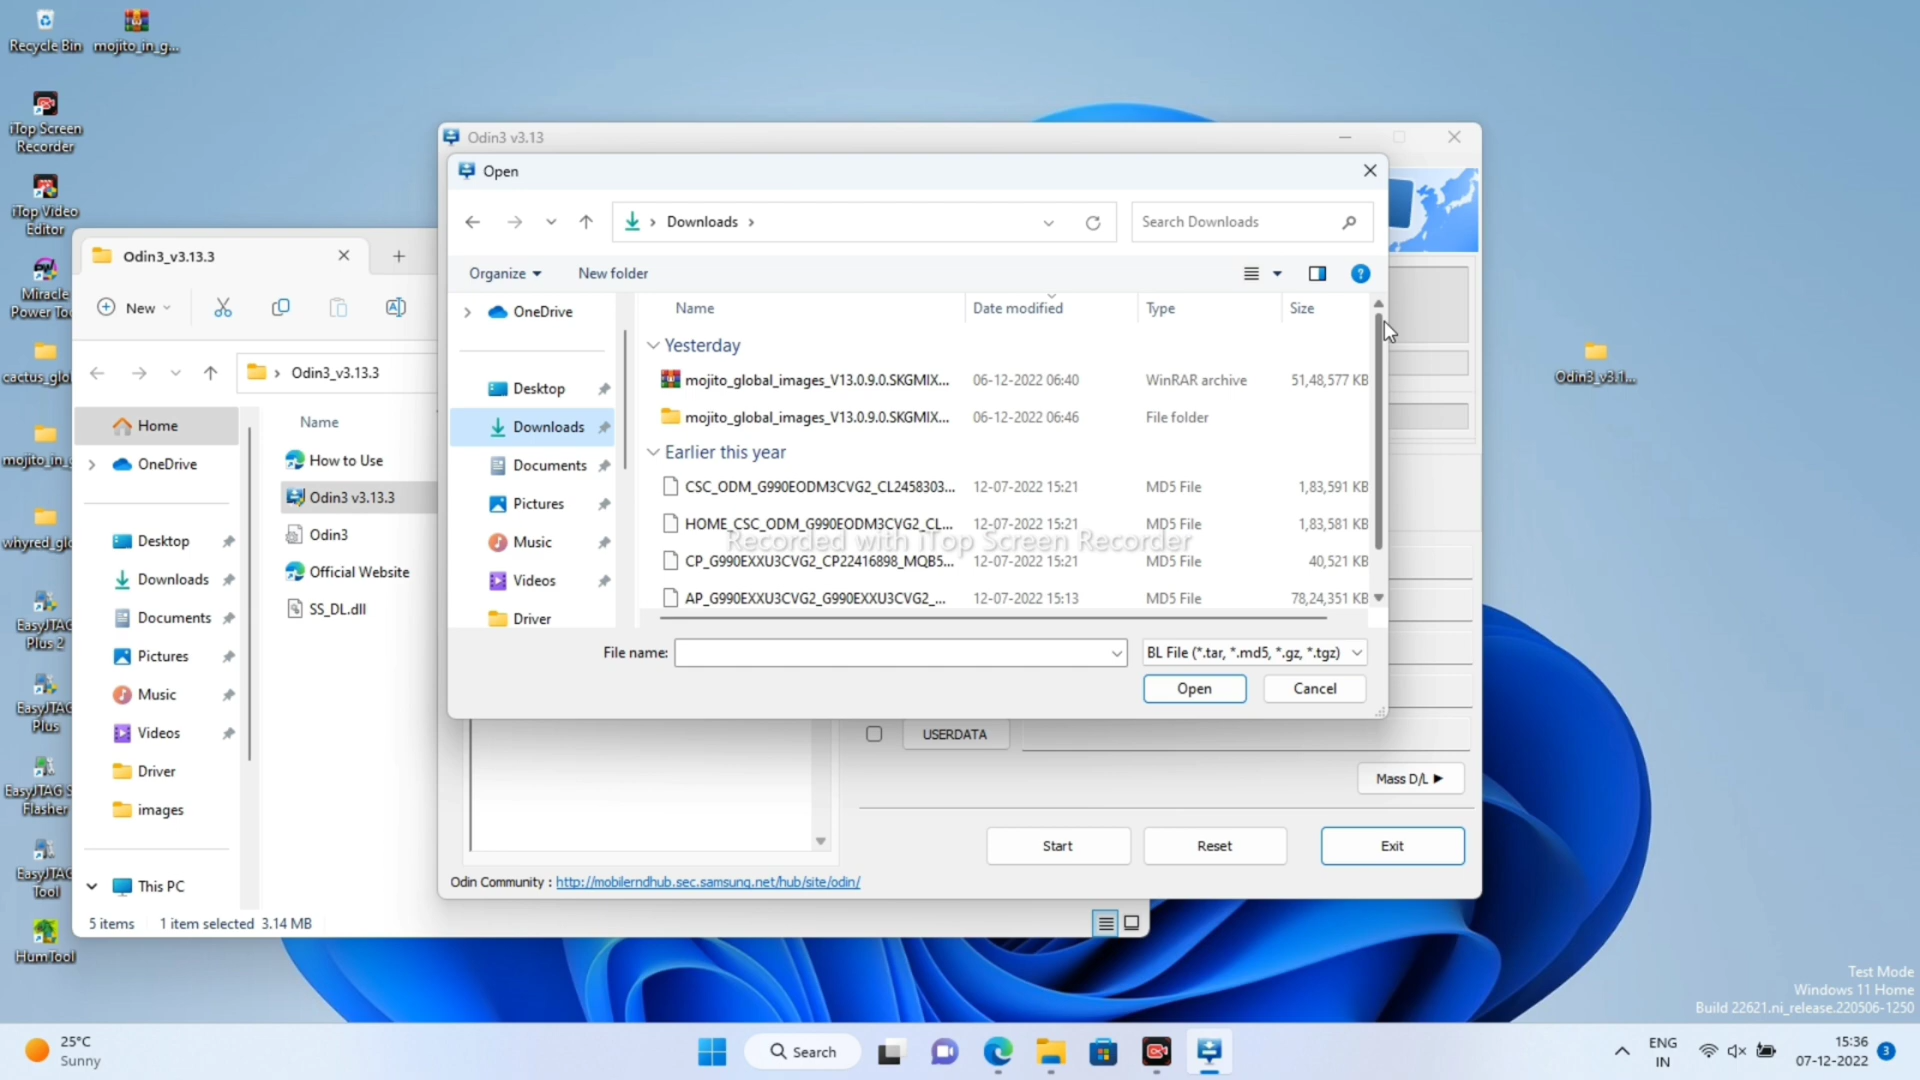 Recycle Bin
mojito_in_g...
iTop Screen
Recorder
iTop Video
Editor
Miracle
Power To
cactus_glo
mojito_in_g
whyred_glo
EasyJTAG
Plus 2
EasyJTAG
Plus
EasyJTAG S
Flasher
EasyJTAG
Tool
HumTool
Odin3_v3.13.3
New
Odin3_v3.13.3
Home
OneDrive
Desktop
Downloads
Documents
Pictures
Music
Videos
Driver
images
This PC
Name
How to Use
Odin3 v3.13.3
Odin3
Official Website
SS_DL.dll
5 items
1 item selected 3.14 MB
Odin3 v3.13
Open
Downloads
Search Downloads
Organize
New folder
OneDrive
Desktop
Downloads
Documents
Pictures
Music
Videos
Driver
Name Date modified Type Size
Yesterday
mojito_global_images_V13.0.9.0.SKGMIX... 06-12-2022 06:40 WinRAR archive 51,48,577 KB
mojito_global_images_V13.0.9.0.SKGMIX... 06-12-2022 06:46 File folder
Earlier this year
CSC_ODM_G990EODM3CVG2_CL2458303... 12-07-2022 15:21 MD5 File 1,83,591 KB
HOME_CSC_ODM_G990EODM3CVG2_CL... 12-07-2022 15:21 MD5 File 1,83,581 KB
Recorded with iTop Screen Recorder
CP_G990EXXU3CVG2_CP22416898_MQB5... 12-07-2022 15:21 MD5 File 40,521 KB
AP_G990EXXU3CVG2_G990EXXU3CVG2_... 12-07-2022 15:13 MD5 File 78,24,351 KB
File name:
BL File (*.tar, *.md5, *.gz, *.tgz)
Open
Cancel
USERDATA
Mass D/L
Start
Reset
Exit
Odin Community : http://mobilerndhub.sec.samsung.net/hub/site/odin/
Odin3_v3.1...
Test Mode
Windows 11 Home
Build 22621.ni_release.220506-1250
25°C
Sunny
Search
ENG
IN
15:36
07-12-2022
3